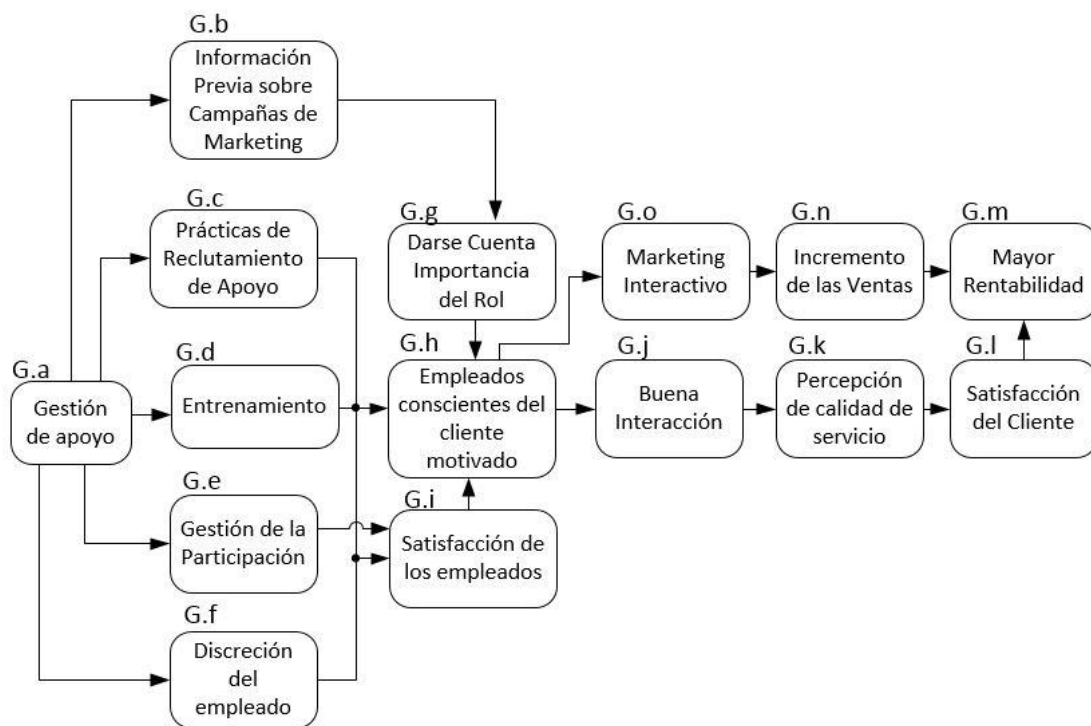 G.b
Información
Previa sobre
Campañas de
Marketing
G.c
Prácticas de
Reclutamiento
de Apoyo
G.g
Darse Cuenta
Importancia
del Rol
G.o
Marketing
Interactivo
G.n
Incremento
de las Ventas
G.m
Mayor
Rentabilidad
G.a
Gestión
de apoyo
G.d
Entrenamiento
G.h
Empleados
conscientes del
cliente
motivado
G.j
Buena
Interacción
G.k
Percepción
de calidad de
servicio
G.l
Satisfacción
del Cliente
G.e
Gestión de la
Participación
G.i
Satisfacción de
los empleados
G.f
Discreción
del
empleado